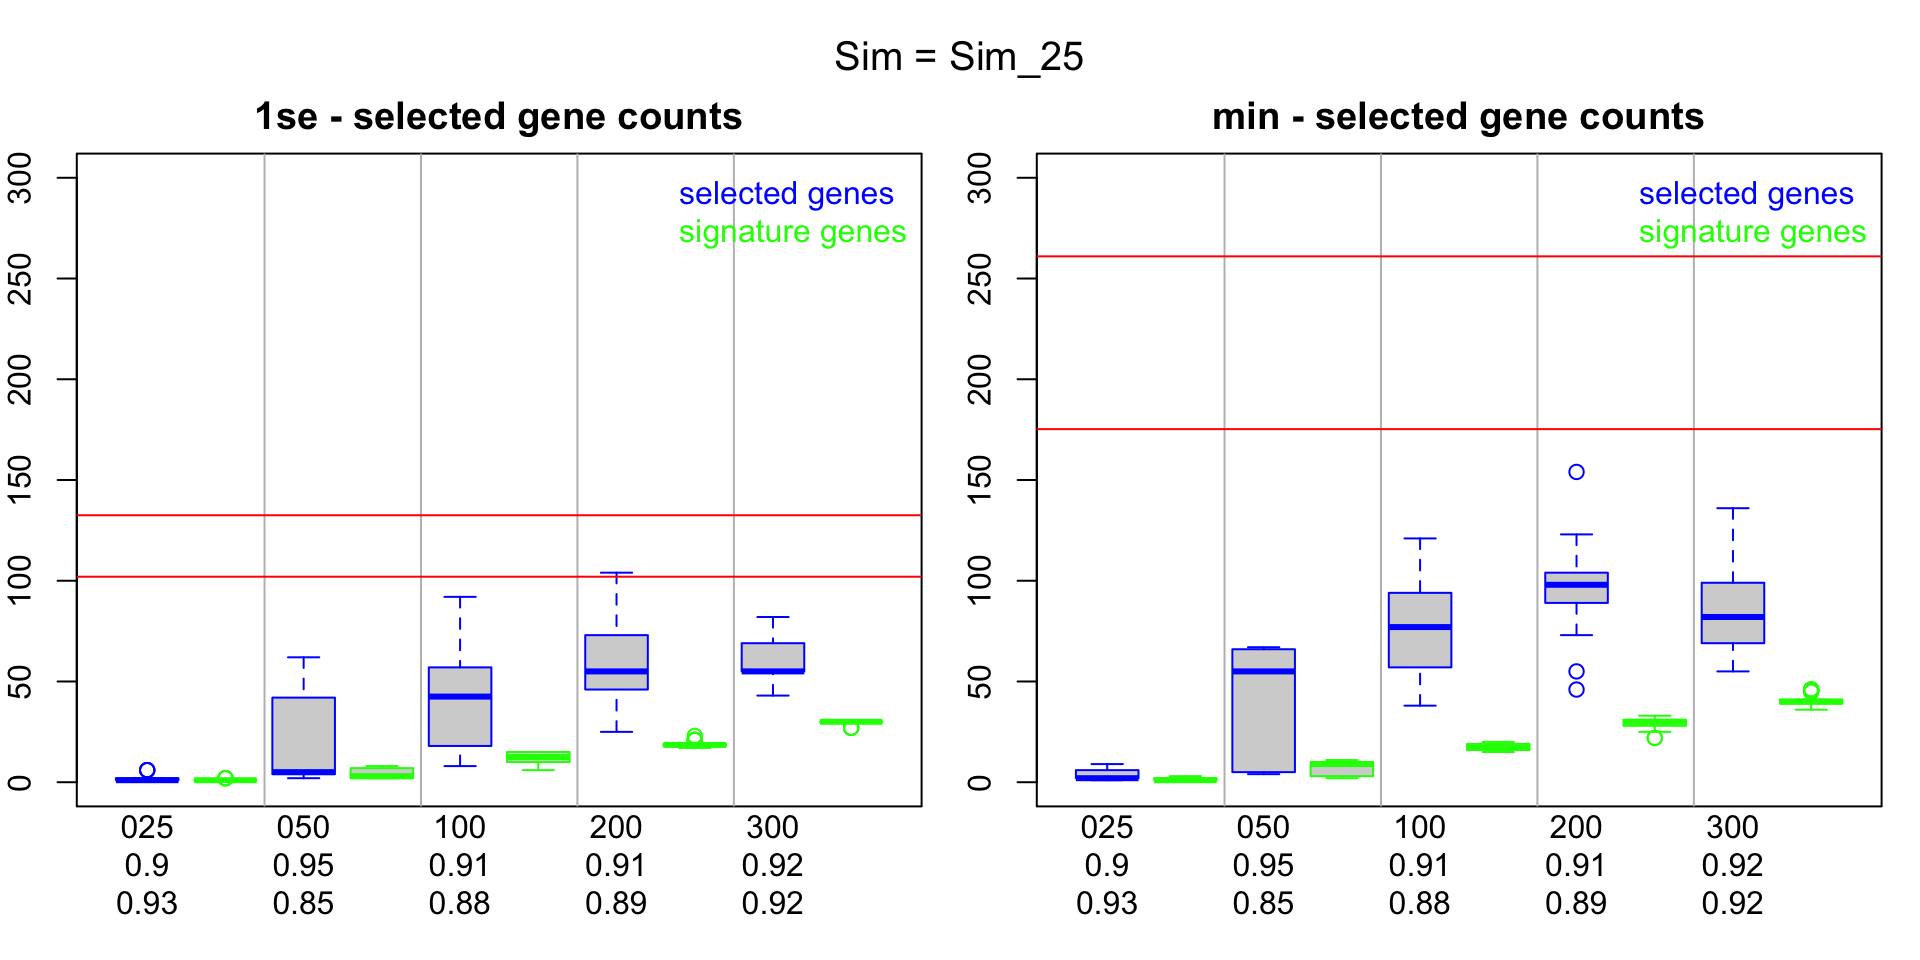 Sim = Sim_25
1se - selected gene counts
300
250
200
150
100
50
0
selected genes
signature genes
025 050 100 200 300
0.9 0.95 0.91 0.91 0.92
0.93 0.85 0.88 0.89 0.92
min - selected gene counts
300
250
200
150
100
50
0
selected genes
signature genes
025 050 100 200 300
0.9 0.95 0.91 0.91 0.92
0.93 0.85 0.88 0.89 0.92